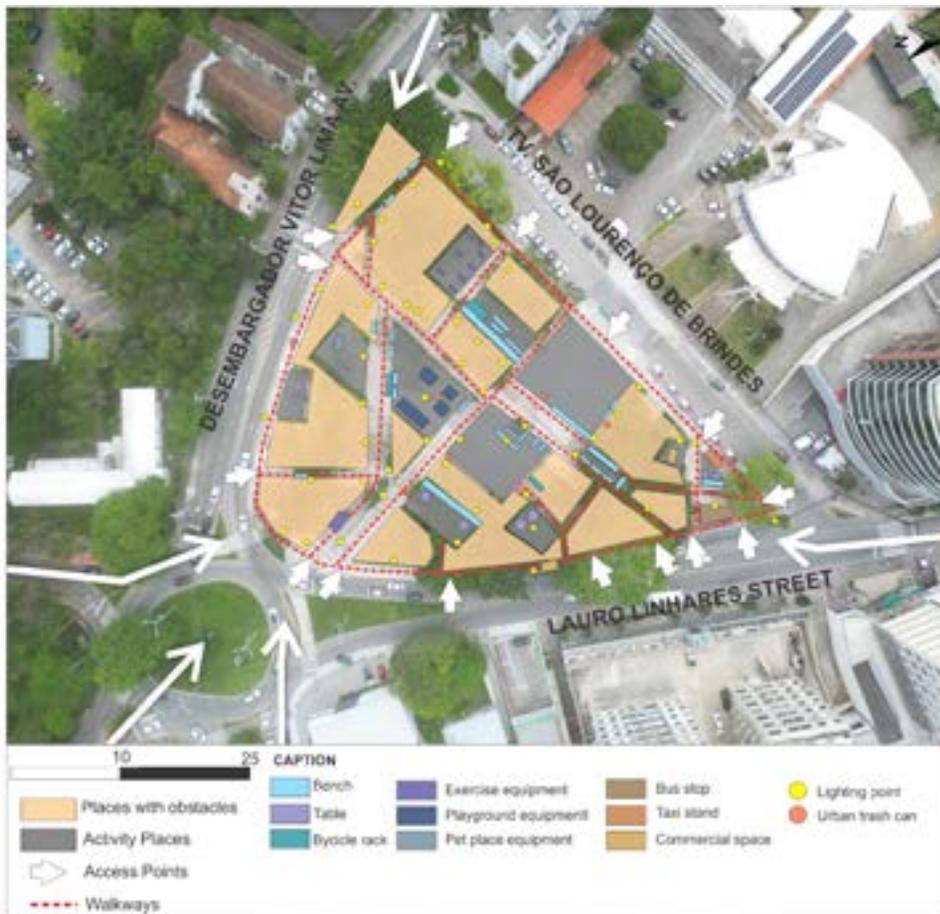 N
DESEMBARGADOR VITOR LIMA AV.
TV. SÃO LOURENÇO DE BRINDES
LAURO LINHARES STREET
10 25
CAPTION
Places with obstacles
Activity Places
Access Points
Walkways
Bench
Table
Bycicle rack
Exercise equipment
Playground equipment
Pet place equipment
Bus stop
Taxi stand
Commercial space
Lighting point
Urban trash can